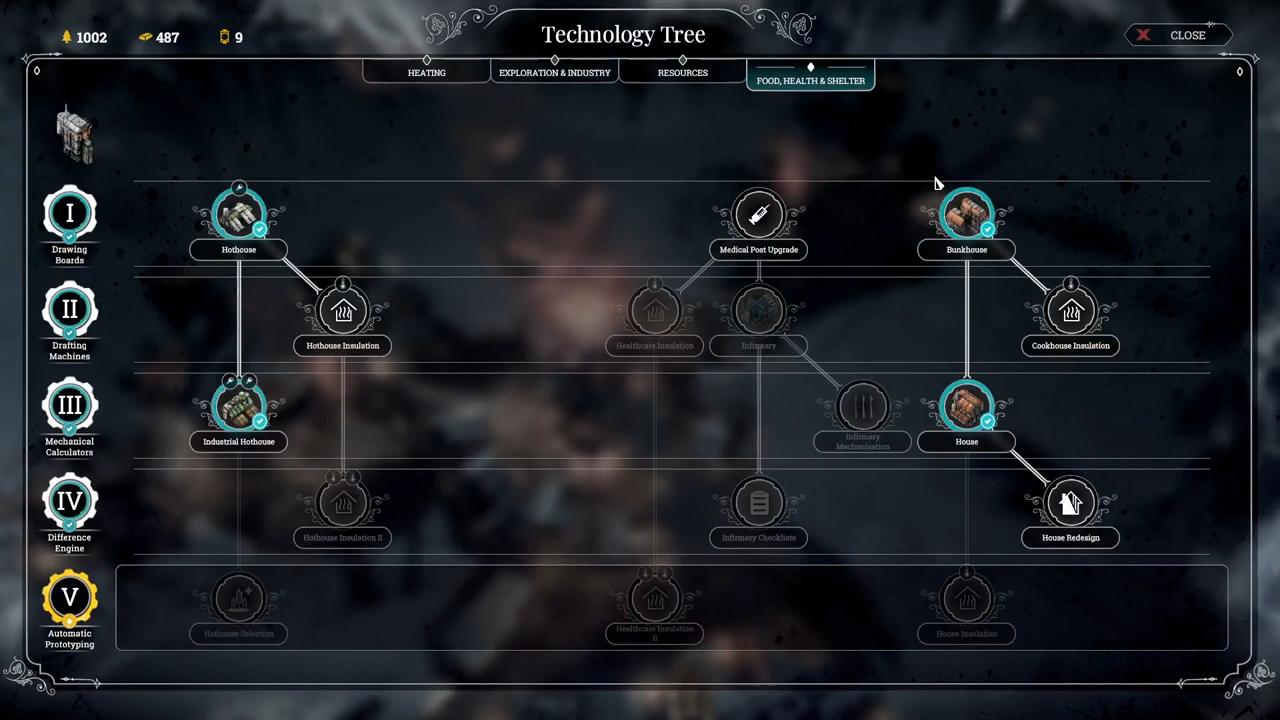 1002
487
9
Technology Tree
CLOSE
HEATING
EXPLORATION & INDUSTRY
RESOURCES
FOOD, HEALTH & SHELTER
I
Drawing
Boards
Hothouse
Medical Post Upgrade
Bunkhouse
II
Drafting
Machines
Hothouse Insulation
Healthcare Insulation
Infirmary
Cookhouse Insulation
III
Mechanical
Calculators
Industrial Hothouse
Infirmary
Mechanisation
House
IV
Difference
Engine
Hothouse Insulation II
Infirmary Checklists
House Redesign
V
Automatic
Prototyping
Hothouse Selection
Healthcare Insulation
II
House Insulation